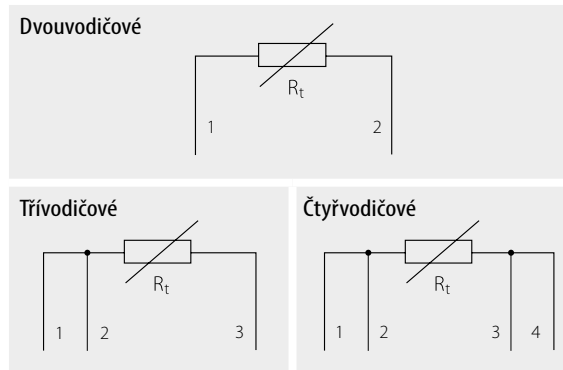 Dvouvodičové
Rt
1 2
Třívodičové
Rt
1 2 3
Čtyřvodičové
Rt
1 2 3 4